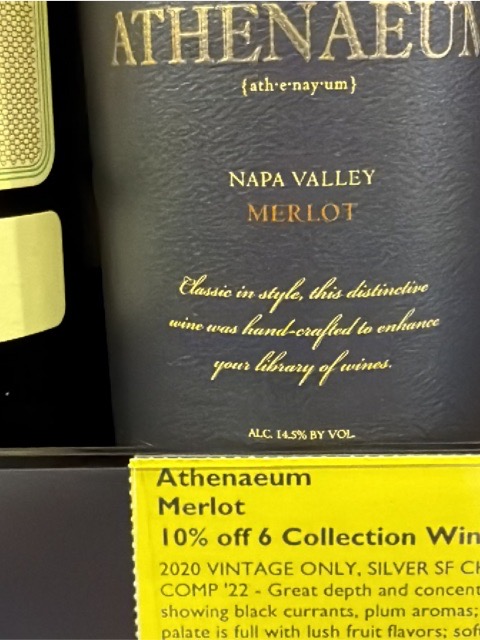 ATHENAEUM
{ath·e·nay·um}
NAPA VALLEY
MERLOT
Classic in style, this distinctive
wine was hand-crafted to enhance
your library of wines.
ALC. 14.5% BY VOL.
Athenaeum
Merlot
10% off 6 Collection
2020 VINTAGE ONLY, SILVER SF
COMP '22 - Great depth and
showing black currants, plum aromas;
palate is full with lush fruit flavors;